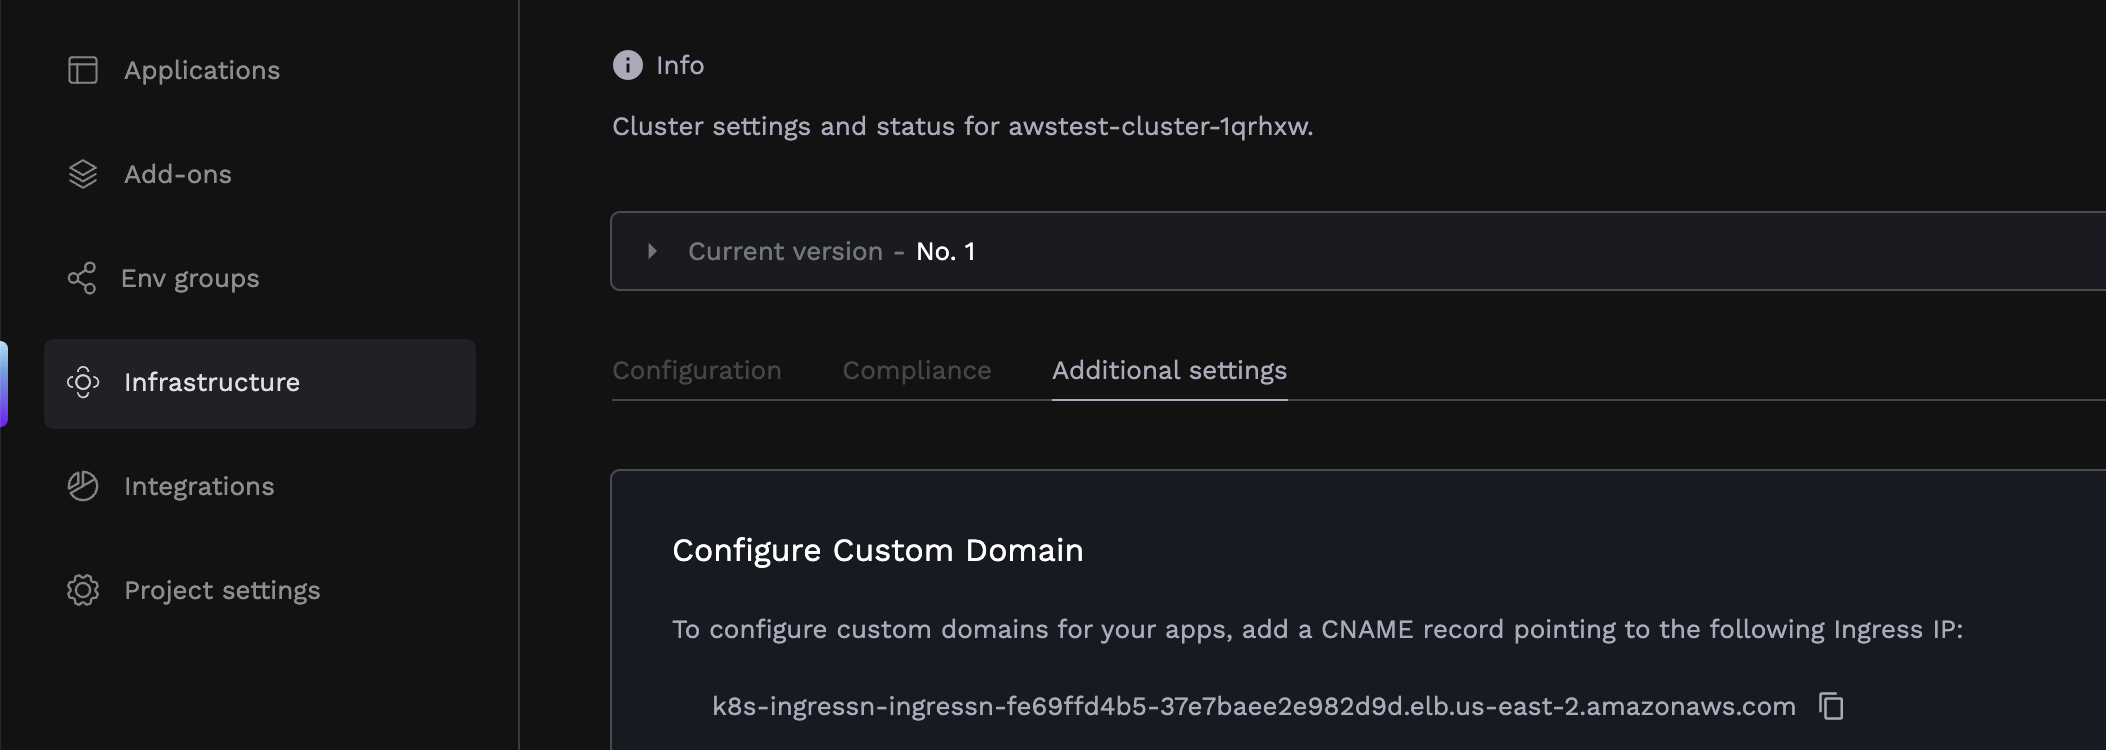 Applications
Add-ons
Env groups
Infrastructure
Integrations
Project settings
Info
Cluster settings and status for awstest-cluster-1qrhxw.
Current version - No. 1
Configuration Compliance Additional settings
Configure Custom Domain
To configure custom domains for your apps, add a CNAME record pointing to the following Ingress IP:
k8s-ingressn-ingressn-fe69ffd4b5-37e7baee2e982d9d.elb.us-east-2.amazonaws.com